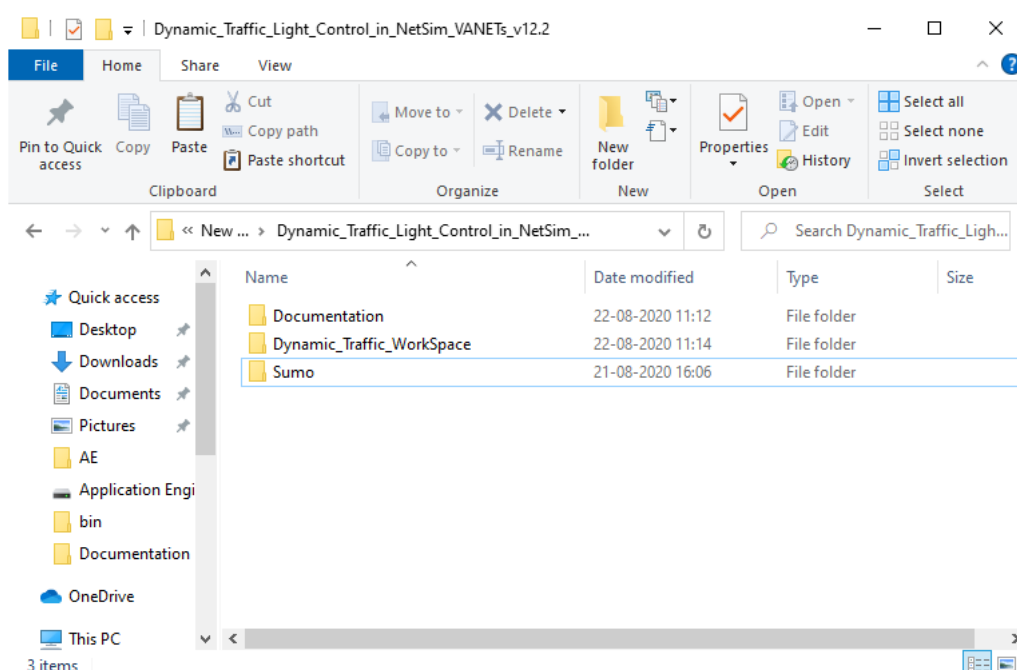 Dynamic_Traffic_Light_Control_in_NetSim_VANETs_v12.2
File Home Share View
Pin to Quick access
Copy
Paste
Cut
Copy path
Paste shortcut
Clipboard
Move to
Copy to
Delete
Rename
Organize
New folder
New
Properties
Open
Edit
History
Open
Select all
Select none
Invert selection
Select
« New ... › Dynamic_Traffic_Light_Control_in_NetSim_...
Search Dynamic_Traffic_Ligh...
Name Date modified Type Size
Documentation 22-08-2020 11:12 File folder
Dynamic_Traffic_WorkSpace 22-08-2020 11:14 File folder
Sumo 21-08-2020 16:06 File folder
Quick access
Desktop
Downloads
Documents
Pictures
AE
Application Engi
bin
Documentation
OneDrive
This PC
3 items